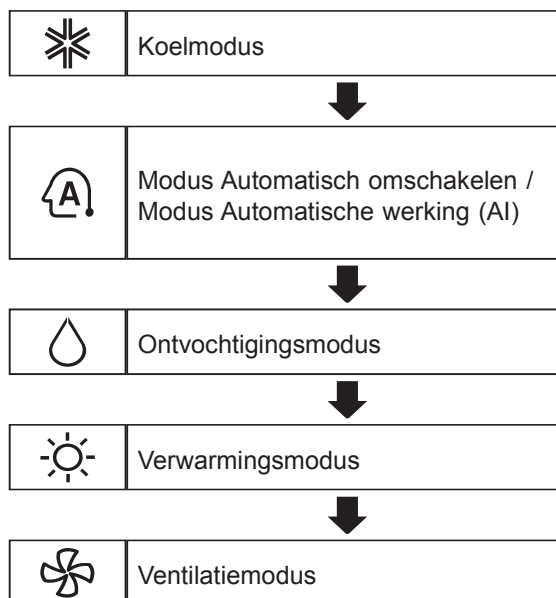 Koelmodus
A
Modus Automatisch omschakelen /
Modus Automatische werking (AI)
Ontvochtigingsmodus
Verwarmingsmodus
Ventilatiemodus